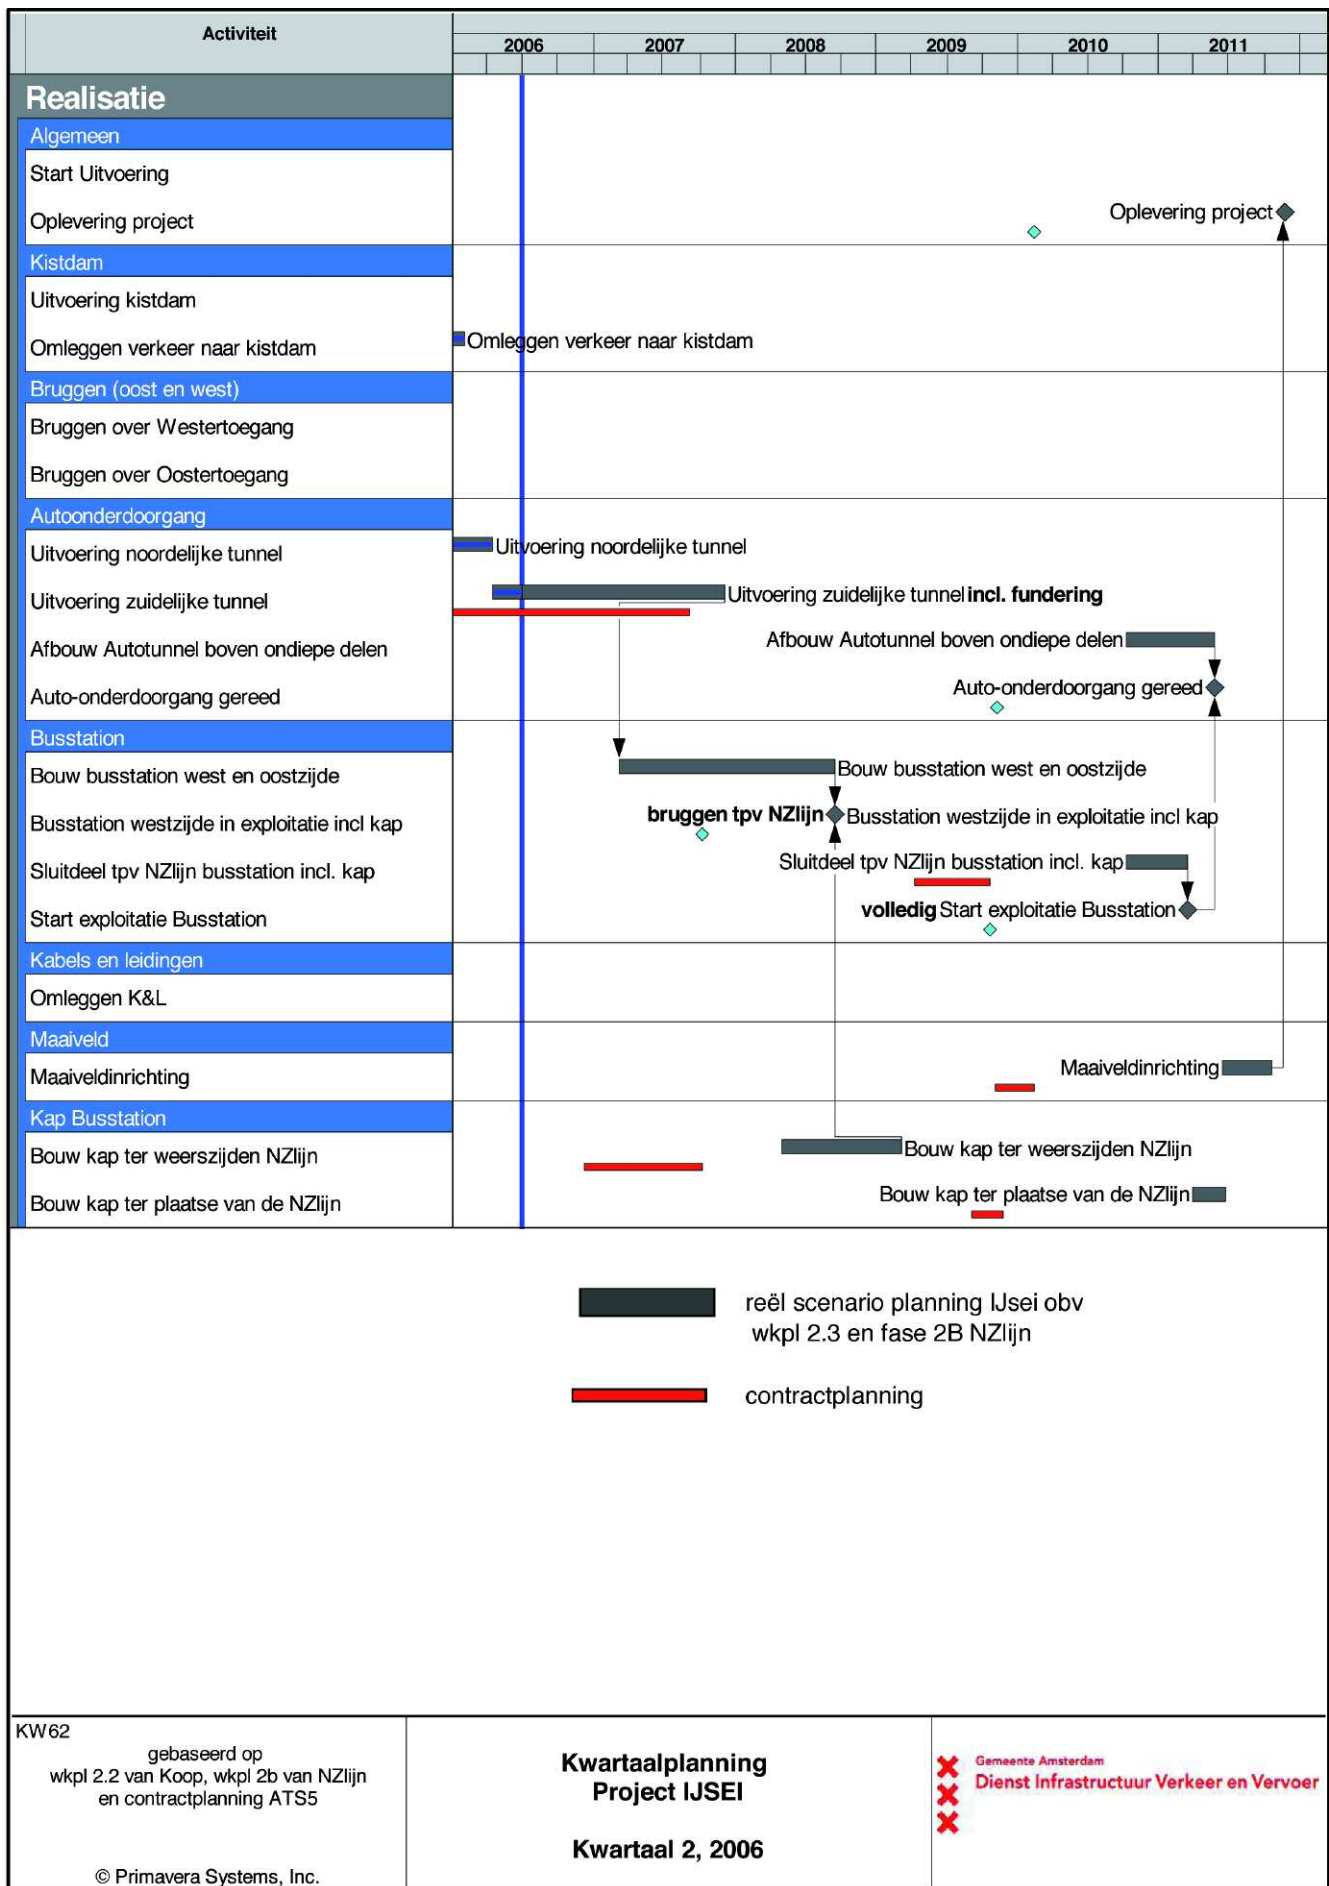 Activiteit
2006 2007 2008 2009 2010 2011
Realisatie
Algemeen
Start Uitvoering
Oplevering project
Oplevering project
Kistdam
Uitvoering kistdam
Omleggen verkeer naar kistdam
Omleggen verkeer naar kistdam
Bruggen (oost en west)
Bruggen over Westertoegang
Bruggen over Oostertoegang
Autoonderdoorgang
Uitvoering noordelijke tunnel
Uitvoering noordelijke tunnel
Uitvoering zuidelijke tunnel
Uitvoering zuidelijke tunnel incl. fundering
Afbouw Autotunnel boven ondiepe delen
Afbouw Autotunnel boven ondiepe delen
Auto-onderdoorgang gereed
Auto-onderdoorgang gereed
Busstation
Bouw busstation west en oostzijde
Bouw busstation west en oostzijde
Busstation westzijde in exploitatie incl kap
bruggen tpv NZlijn Busstation westzijde in exploitatie incl kap
Sluitdeel tpv NZlijn busstation incl. kap
Sluitdeel tpv NZlijn busstation incl. kap
Start exploitatie Busstation
volledig Start exploitatie Busstation
Kabels en leidingen
Omleggen K&L
Maaiveld
Maaiveldinrichting
Maaiveldinrichting
Kap Busstation
Bouw kap ter weerszijden NZlijn
Bouw kap ter weerszijden NZlijn
Bouw kap ter plaatse van de NZlijn
Bouw kap ter plaatse van de NZlijn
reël scenario planning IJsei obv
wkpl 2.3 en fase 2B NZlijn
contractplanning
KW62
gebaseerd op
wkpl 2.2 van Koop, wkpl 2b van NZlijn
en contractplanning ATS5
© Primavera Systems, Inc.
Kwartaalplanning
Project IJSEI
Kwartaal 2, 2006
Gemeente Amsterdam
Dienst Infrastructuur Verkeer en Vervoer